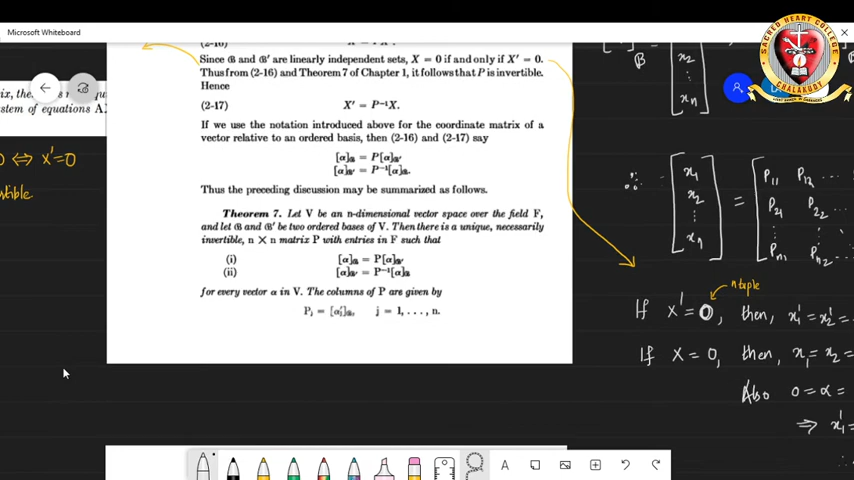 Microsoft Whiteboard
SACRED HEART COLLEGE
CHALAKUDY
(2-16)
Since ℬ and ℬ' are linearly independent sets, X = 0 if and only if X' = 0.
Thus from (2-16) and Theorem 7 of Chapter 1, it follows that P is invertible.
Hence
(2-17) X' = P⁻¹X.
If we use the notation introduced above for the coordinate matrix of a
vector relative to an ordered basis, then (2-16) and (2-17) say
[α]ℬ = P[α]ℬ'
[α]ℬ' = P⁻¹[α]ℬ.
Thus the preceding discussion may be summarized as follows.
Theorem 7. Let V be an n-dimensional vector space over the field F,
and let ℬ and ℬ' be two ordered bases of V. Then there is a unique, necessarily
invertible, n × n matrix P with entries in F such that
(i) [α]ℬ = P[α]ℬ'
(ii) [α]ℬ' = P⁻¹[α]ℬ
for every vector α in V. The columns of P are given by
Pⱼ = [α'ⱼ]ℬ, j = 1, . . . , n.
ix, the
system of equations A
0 ⇔ x'=0
x₂
⋮
xₙ
ℬ
∴ [x₁ x₂ ⋮ xₙ] = [P₁₁ P₁₂ ...
P₂₁ P₂₂ ...
⋮ ⋮
Pₙ₁ Pₙ₂ ...
n tuple
If X' = 0, then, x₁' = x₂' =
If X = 0, then, x₁ = x₂ =
Also 0 = α =
⇒ x₁' =